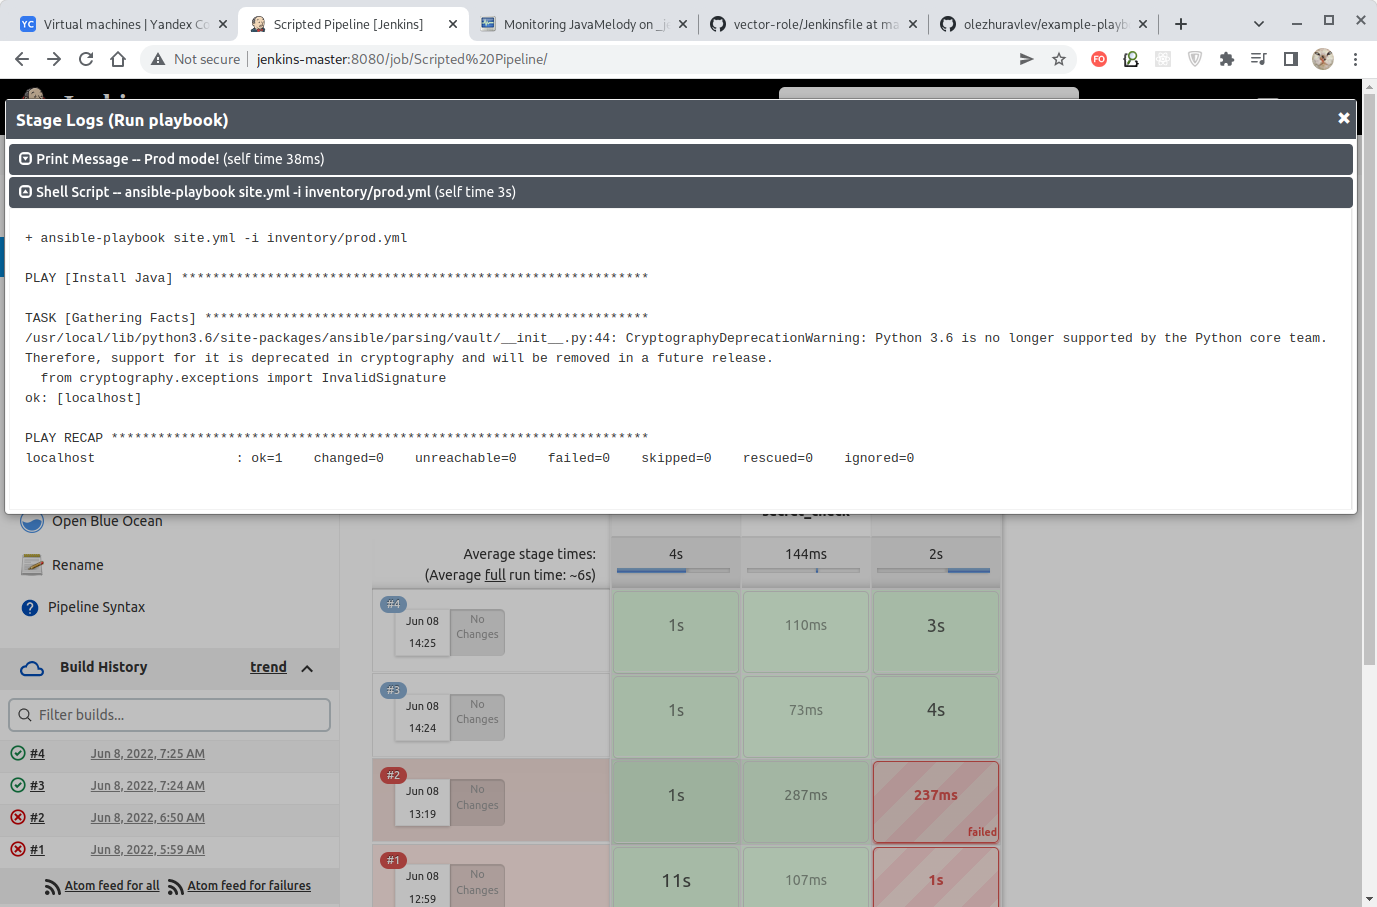 Virtual machines | Yandex Co
Scripted Pipeline [Jenkins]
Monitoring JavaMelody on _je
vector-role/Jenkinsfile at ma
olezhuravlev/example-playb
Not secure
jenkins-master:8080/job/Scripted%20Pipeline/
Stage Logs (Run playbook)
Print Message -- Prod mode! (self time 38ms)
Shell Script -- ansible-playbook site.yml -i inventory/prod.yml (self time 3s)
+ ansible-playbook site.yml -i inventory/prod.yml
PLAY [Install Java] ************************************************************
TASK [Gathering Facts] *********************************************************
/usr/local/lib/python3.6/site-packages/ansible/parsing/vault/__init__.py:44: CryptographyDeprecationWarning: Python 3.6 is no longer supported by the Python core team.
Therefore, support for it is deprecated in cryptography and will be removed in a future release.
from cryptography.exceptions import InvalidSignature
ok: [localhost]
PLAY RECAP *********************************************************************
localhost : ok=1 changed=0 unreachable=0 failed=0 skipped=0 rescued=0 ignored=0
Open Blue Ocean
Rename
Pipeline Syntax
Build History trend
Filter builds...
#4 Jun 8, 2022, 7:25 AM
#3 Jun 8, 2022, 7:24 AM
#2 Jun 8, 2022, 6:50 AM
#1 Jun 8, 2022, 5:59 AM
Atom feed for all Atom feed for failures
secret_check
Average stage times: 4s 144ms 2s
(Average full run time: ~6s)
#4
Jun 08 No
14:25 Changes
1s 110ms 3s
#3
Jun 08 No
14:24 Changes
1s 73ms 4s
#2
Jun 08 No
13:19 Changes
1s 287ms 237ms
failed
#1
Jun 08 No
12:59 Changes
11s 107ms 1s